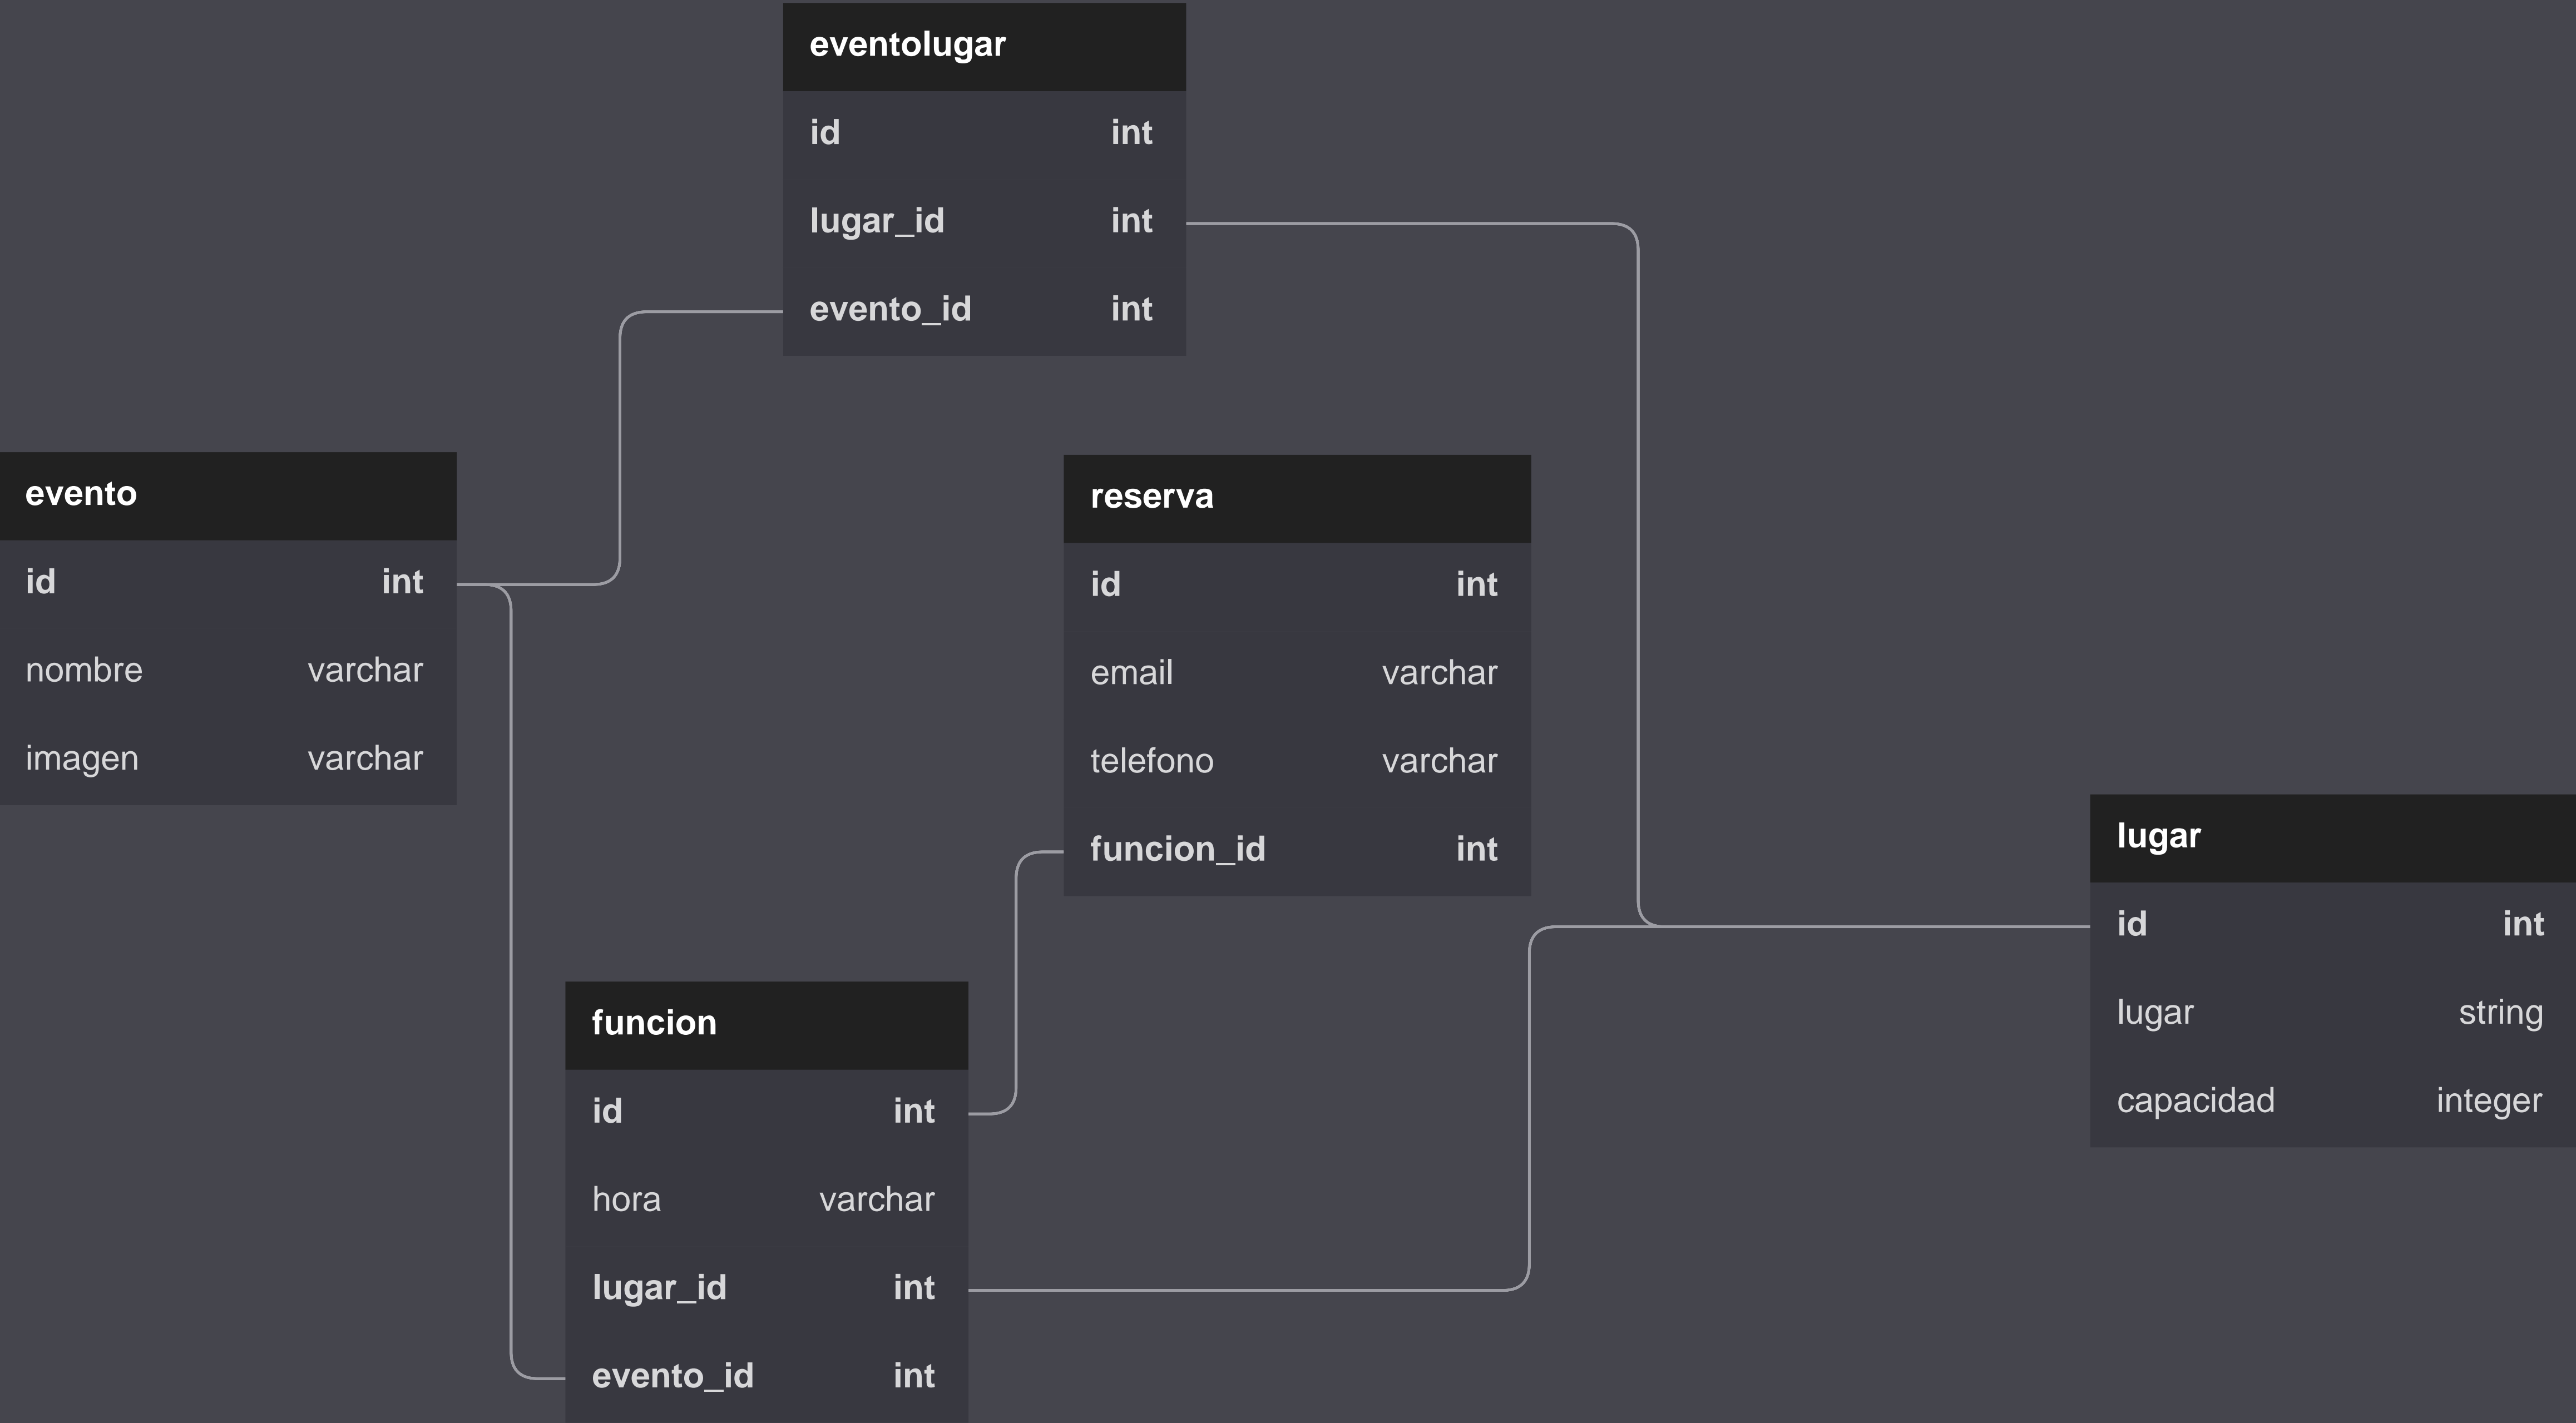 eventolugar
id int
lugar_id int
evento_id int
evento
id int
nombre varchar
imagen varchar
reserva
id int
email varchar
telefono varchar
funcion_id int
lugar
id int
lugar string
capacidad integer
funcion
id int
hora varchar
lugar_id int
evento_id int